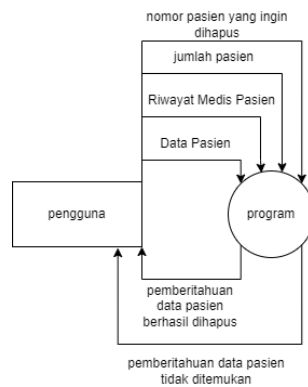 nomor pasien yang ingin
dihapus
jumlah pasien
Riwayat Medis Pasien
Data Pasien
pengguna
program
pemberitahuan
data pasien
berhasil dihapus
pemberitahuan data pasien
tidak ditemukan